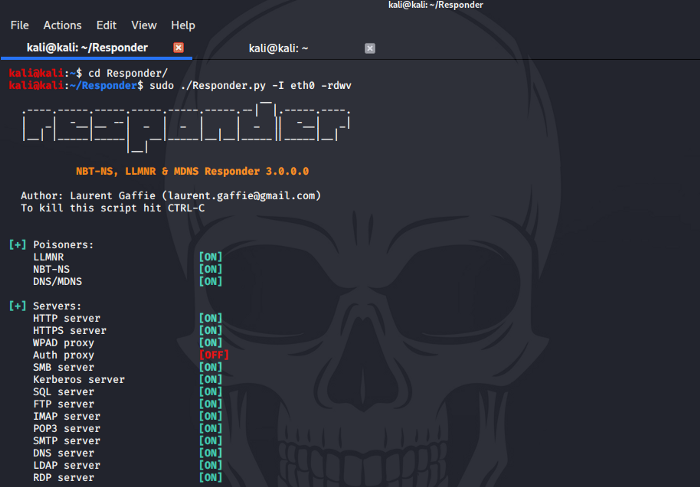 kali@kali: ~/Responder
File Actions Edit View Help
kali@kali: ~/Responder kali@kali: ~
kali@kali:~$ cd Responder/
kali@kali:~/Responder$ sudo ./Responder.py -I eth0 -rdwv
NBT-NS, LLMNR & MDNS Responder 3.0.0.0
Author: Laurent Gaffie (laurent.gaffie@gmail.com)
To kill this script hit CTRL-C
[+] Poisoners:
LLMNR [ON]
NBT-NS [ON]
DNS/MDNS [ON]
[+] Servers:
HTTP server [ON]
HTTPS server [ON]
WPAD proxy [ON]
Auth proxy [OFF]
SMB server [ON]
Kerberos server [ON]
SQL server [ON]
FTP server [ON]
IMAP server [ON]
POP3 server [ON]
SMTP server [ON]
DNS server [ON]
LDAP server [ON]
RDP server [ON]